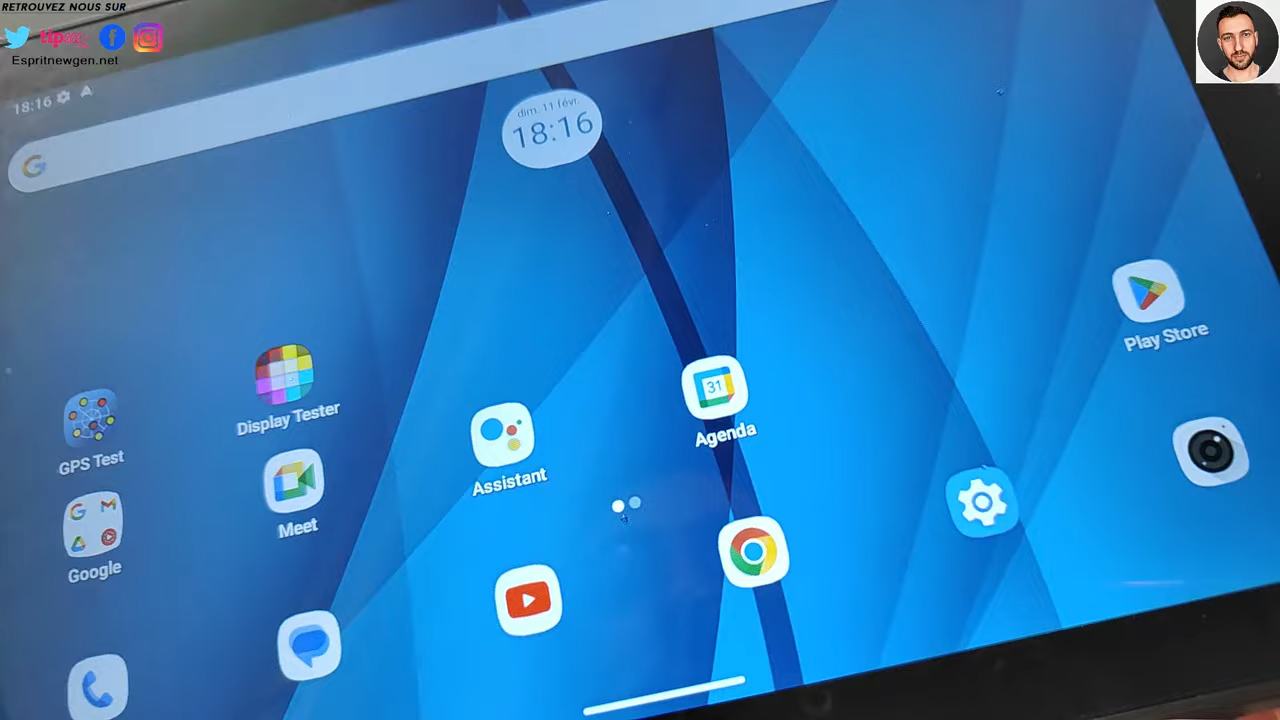 RETROUVEZ NOUS SUR
tipeee
Espritnewgen.net
18:16
dim. 11 févr.
18:16
Play Store
Display Tester
Agenda
GPS Test
Assistant
Meet
Google
31